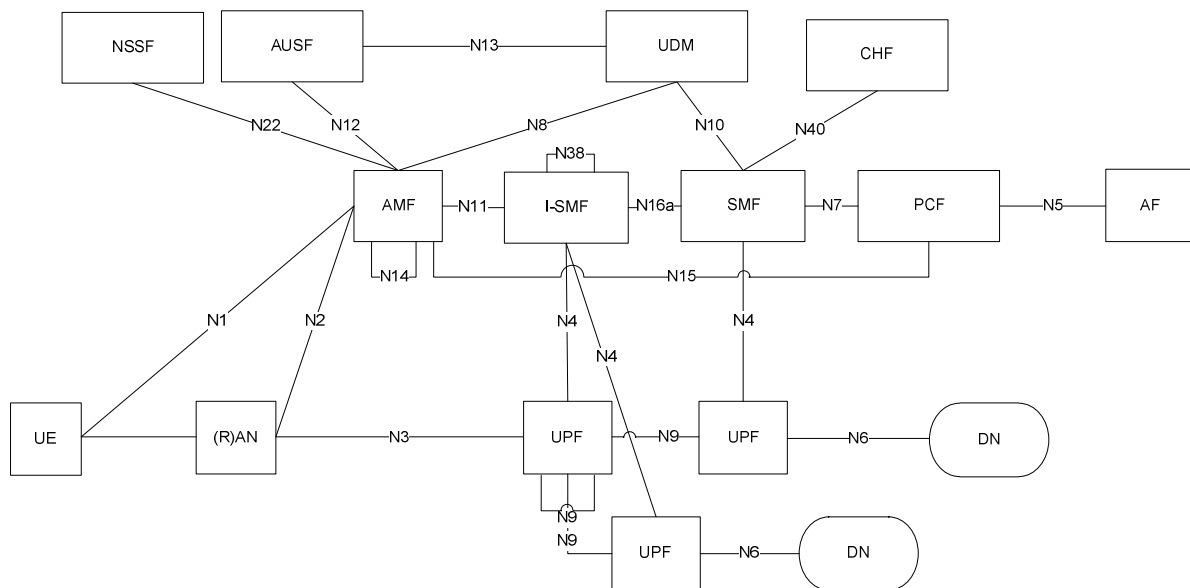 NSSF
AUSF
N13
UDM
CHF
N22
N12
N8
N10
N40
N38
AMF
N11
I-SMF
N16a
SMF
N7
PCF
N5
AF
N14
N15
N1
N2
N4
N4
N4
UE
(R)AN
N3
UPF
N9
UPF
N6
DN
N9
N9
UPF
N6
DN